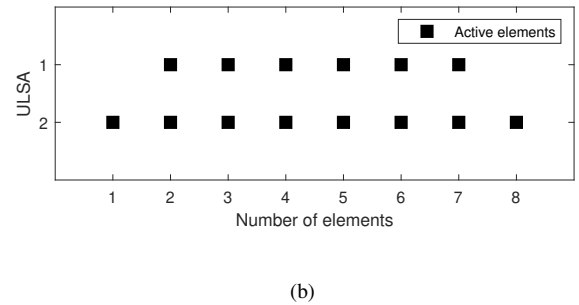 Active elements
1
2
ULSA
1 2 3 4 5 6 7 8
Number of elements
(b)